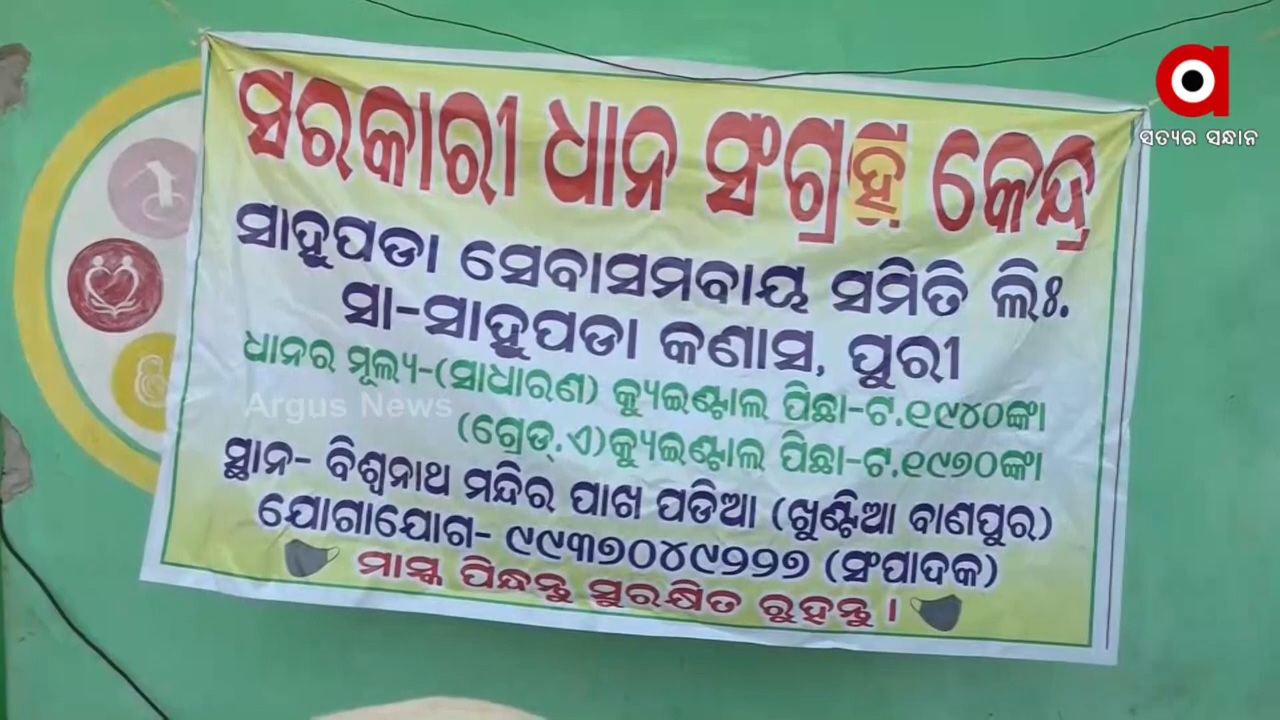 ସରକାରୀ ଧାନ ସଂଗ୍ରହ କେନ୍ଦ୍ର
ସାହୁପଡା ସେବାସମବାୟ ସମିତି ଲିଃ.
ସା-ସାହୁପଡା କଣାସ, ପୁରୀ
ଧାନର ମୂଲ୍ୟ-(ସାଧାରଣ) କ୍ୟୁଇଣ୍ଟାଲ ପିଛା-ଟ.୧୯୪୦ଙ୍କା
(ଗ୍ରେଡ୍.ଏ)କ୍ୟୁଇଣ୍ଟାଲ ପିଛା-ଟ.୧୯୭୦ଙ୍କା
ସ୍ଥାନ- ବିଶ୍ୱନାଥ ମନ୍ଦିର ପାଖ ପଡିଆ (ଖୁଣ୍ଟିଆ ବାଣପୁର)
ଯୋଗାଯୋଗ- ୯୯୩୭୦୪୯୨୨୭ (ସଂପାଦକ)
ମାସ୍କ ପିନ୍ଧନ୍ତୁ ସୁରକ୍ଷିତ ରୁହନ୍ତୁ ।
ସତ୍ୟର ସନ୍ଧାନ
Argus News